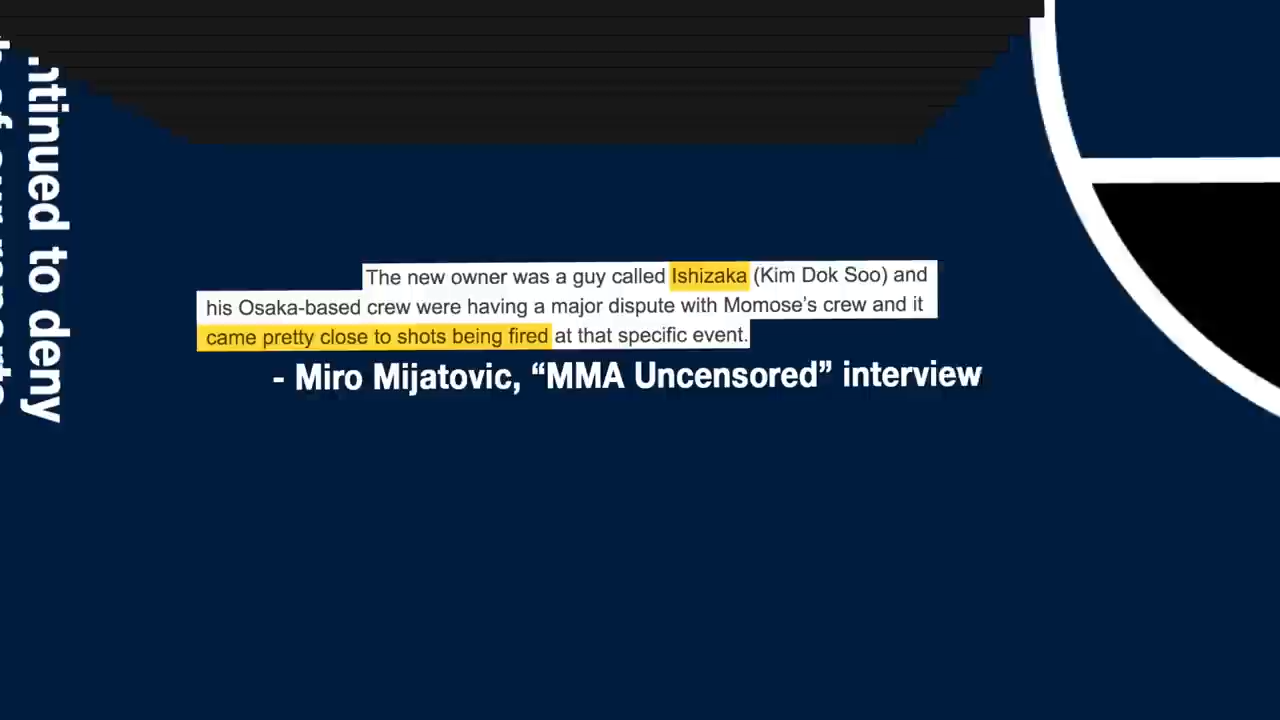 tinued to deny
The new owner was a guy called Ishizaka (Kim Dok Soo) and
his Osaka-based crew were having a major dispute with Momose’s crew and it
came pretty close to shots being fired at that specific event.
- Miro Mijatovic, “MMA Uncensored” interview